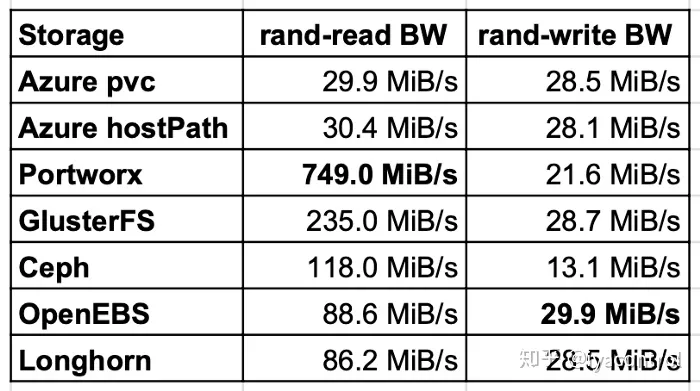 Storage rand-read BW rand-write BW
Azure pvc 29.9 MiB/s 28.5 MiB/s
Azure hostPath 30.4 MiB/s 28.1 MiB/s
Portworx 749.0 MiB/s 21.6 MiB/s
GlusterFS 235.0 MiB/s 28.7 MiB/s
Ceph 118.0 MiB/s 13.1 MiB/s
OpenEBS 88.6 MiB/s 29.9 MiB/s
Longhorn 86.2 MiB/s 28.5 MiB/s
知乎